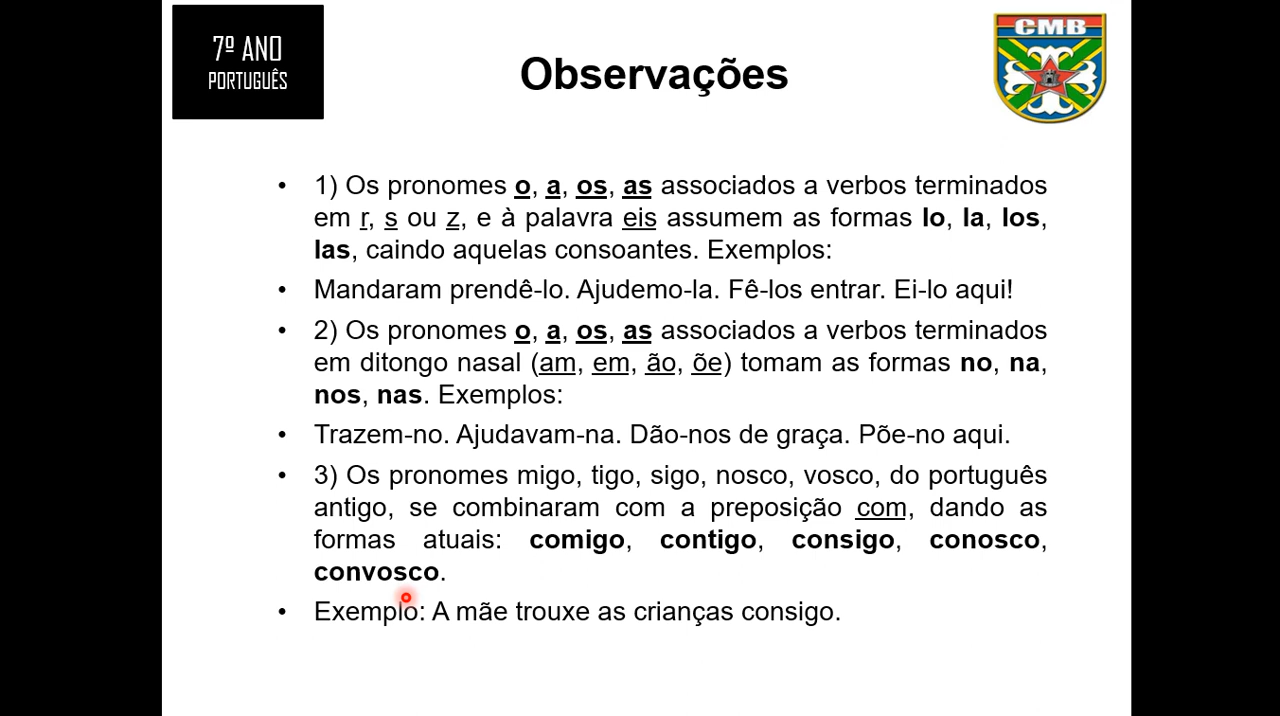 7º ANO
PORTUGUÊS
Observações
CMB
• 1) Os pronomes o, a, os, as associados a verbos terminados
em r, s ou z, e à palavra eis assumem as formas lo, la, los,
las, caindo aquelas consoantes. Exemplos:
• Mandaram prendê-lo. Ajudemo-la. Fê-los entrar. Ei-lo aqui!
• 2) Os pronomes o, a, os, as associados a verbos terminados
em ditongo nasal (am, em, ão, õe) tomam as formas no, na,
nos, nas. Exemplos:
• Trazem-no. Ajudavam-na. Dão-nos de graça. Põe-no aqui.
• 3) Os pronomes migo, tigo, sigo, nosco, vosco, do português
antigo, se combinaram com a preposição com, dando as
formas atuais: comigo, contigo, consigo, conosco,
convosco.
• Exemplo: A mãe trouxe as crianças consigo.